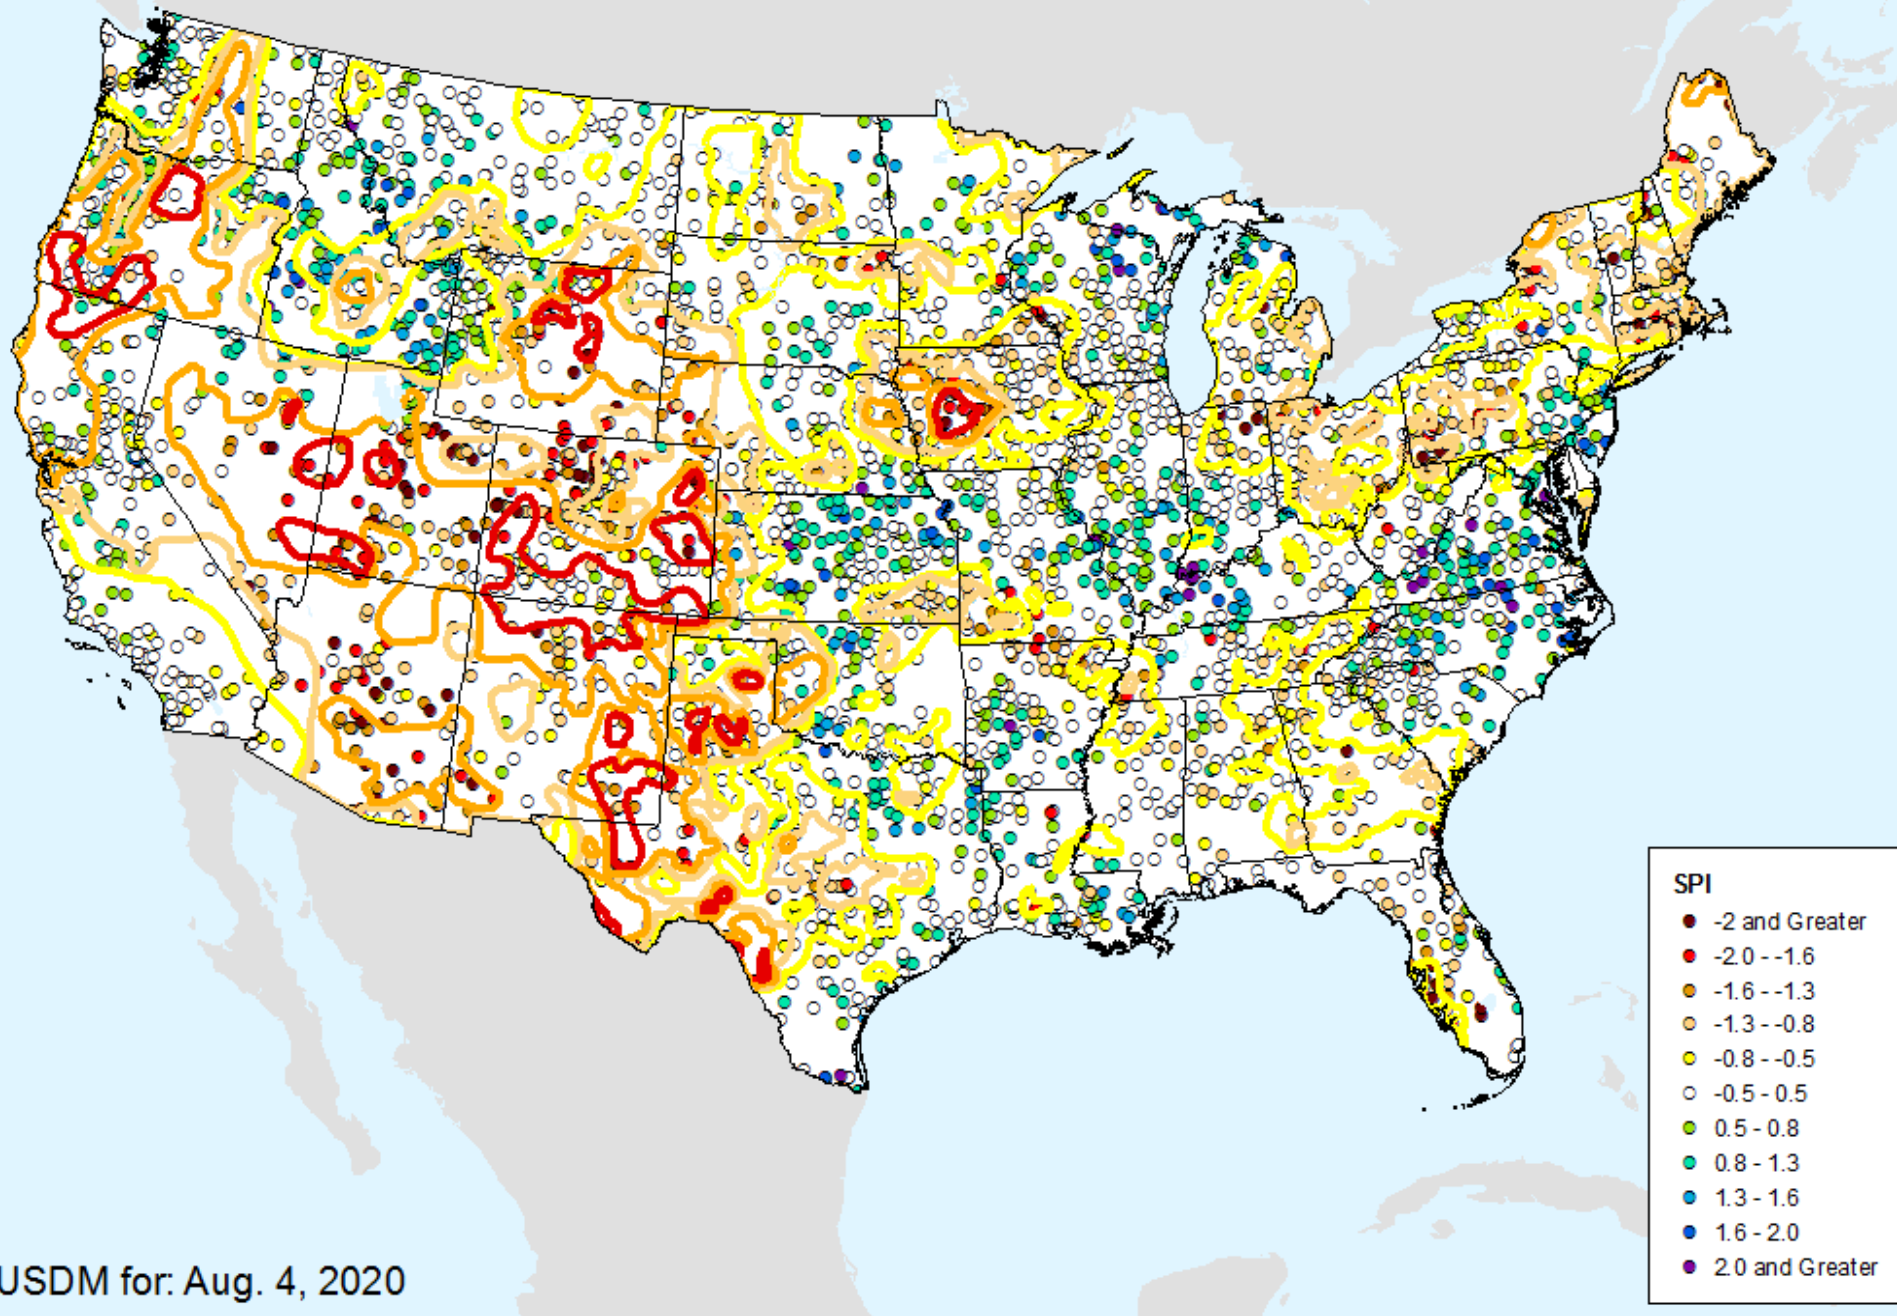 SPI
-2 and Greater
-2.0 - -1.6
-1.6 - -1.3
-1.3 - -0.8
-0.8 - -0.5
-0.5 - 0.5
0.5 - 0.8
0.8 - 1.3
1.3 - 1.6
1.6 - 2.0
2.0 and Greater
USDM for: Aug. 4, 2020